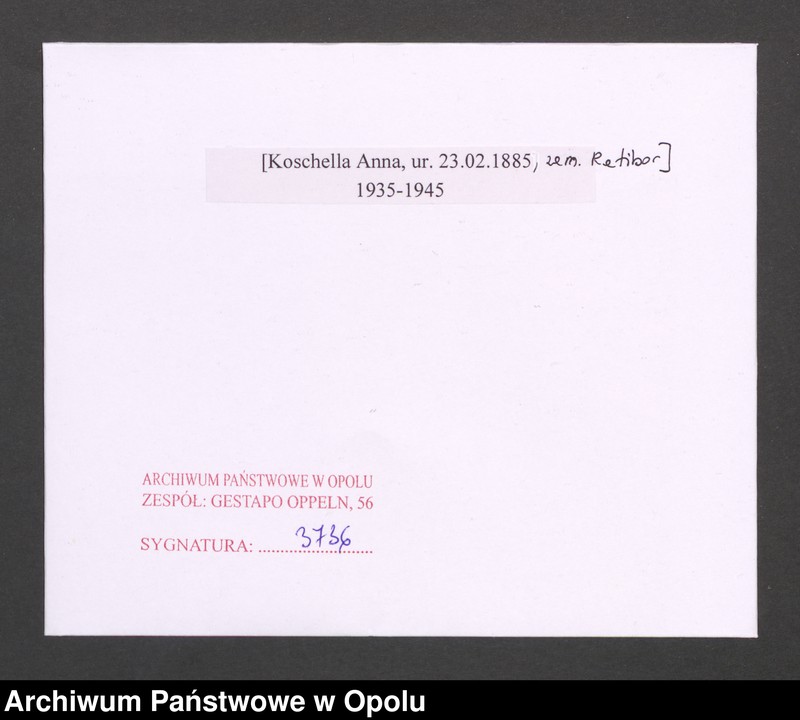 [Koschella Anna, ur. 23.02.1885, zem. Ratibor]
1935-1945
ARCHIWUM PAŃSTWOWE W OPOLU
ZESPÓŁ: GESTAPO OPPELN, 56
SYGNATURA: 3736
Archiwum Państwowe w Opolu